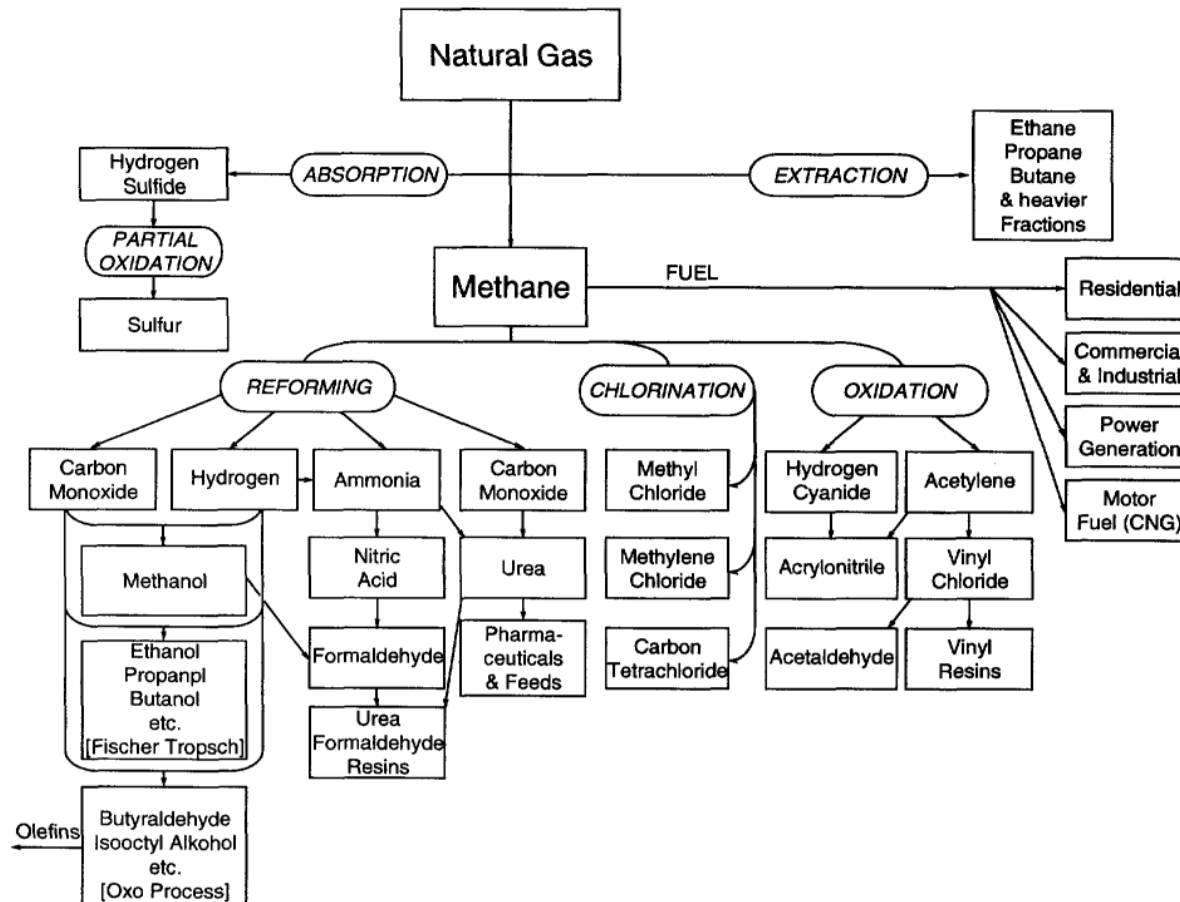 Natural Gas
Ethane
Propane
Butane
& heavier
Fractions
Hydrogen
Sulfide
ABSORPTION
EXTRACTION
PARTIAL
OXIDATION
Methane
FUEL
Residential
Sulfur
Commercial
& Industrial
REFORMING
CHLORINATION
OXIDATION
Power
Generation
Carbon
Monoxide
Hydrogen
Ammonia
Carbon
Monoxide
Methyl
Chloride
Hydrogen
Cyanide
Acetylene
Motor
Fuel (CNG)
Methanol
Nitric
Acid
Urea
Methylene
Chloride
Acrylonitrile
Vinyl
Chloride
Ethanol
Propanpl
Butanol
etc.
[Fischer Tropsch]
Formaldehyde
Pharma-
ceuticals
& Feeds
Carbon
Tetrachloride
Acetaldehyde
Vinyl
Resins
Urea
Formaldehyde
Resins
Olefins
Butyraldehyde
Isooctyl Alkohol
etc.
[Oxo Process]